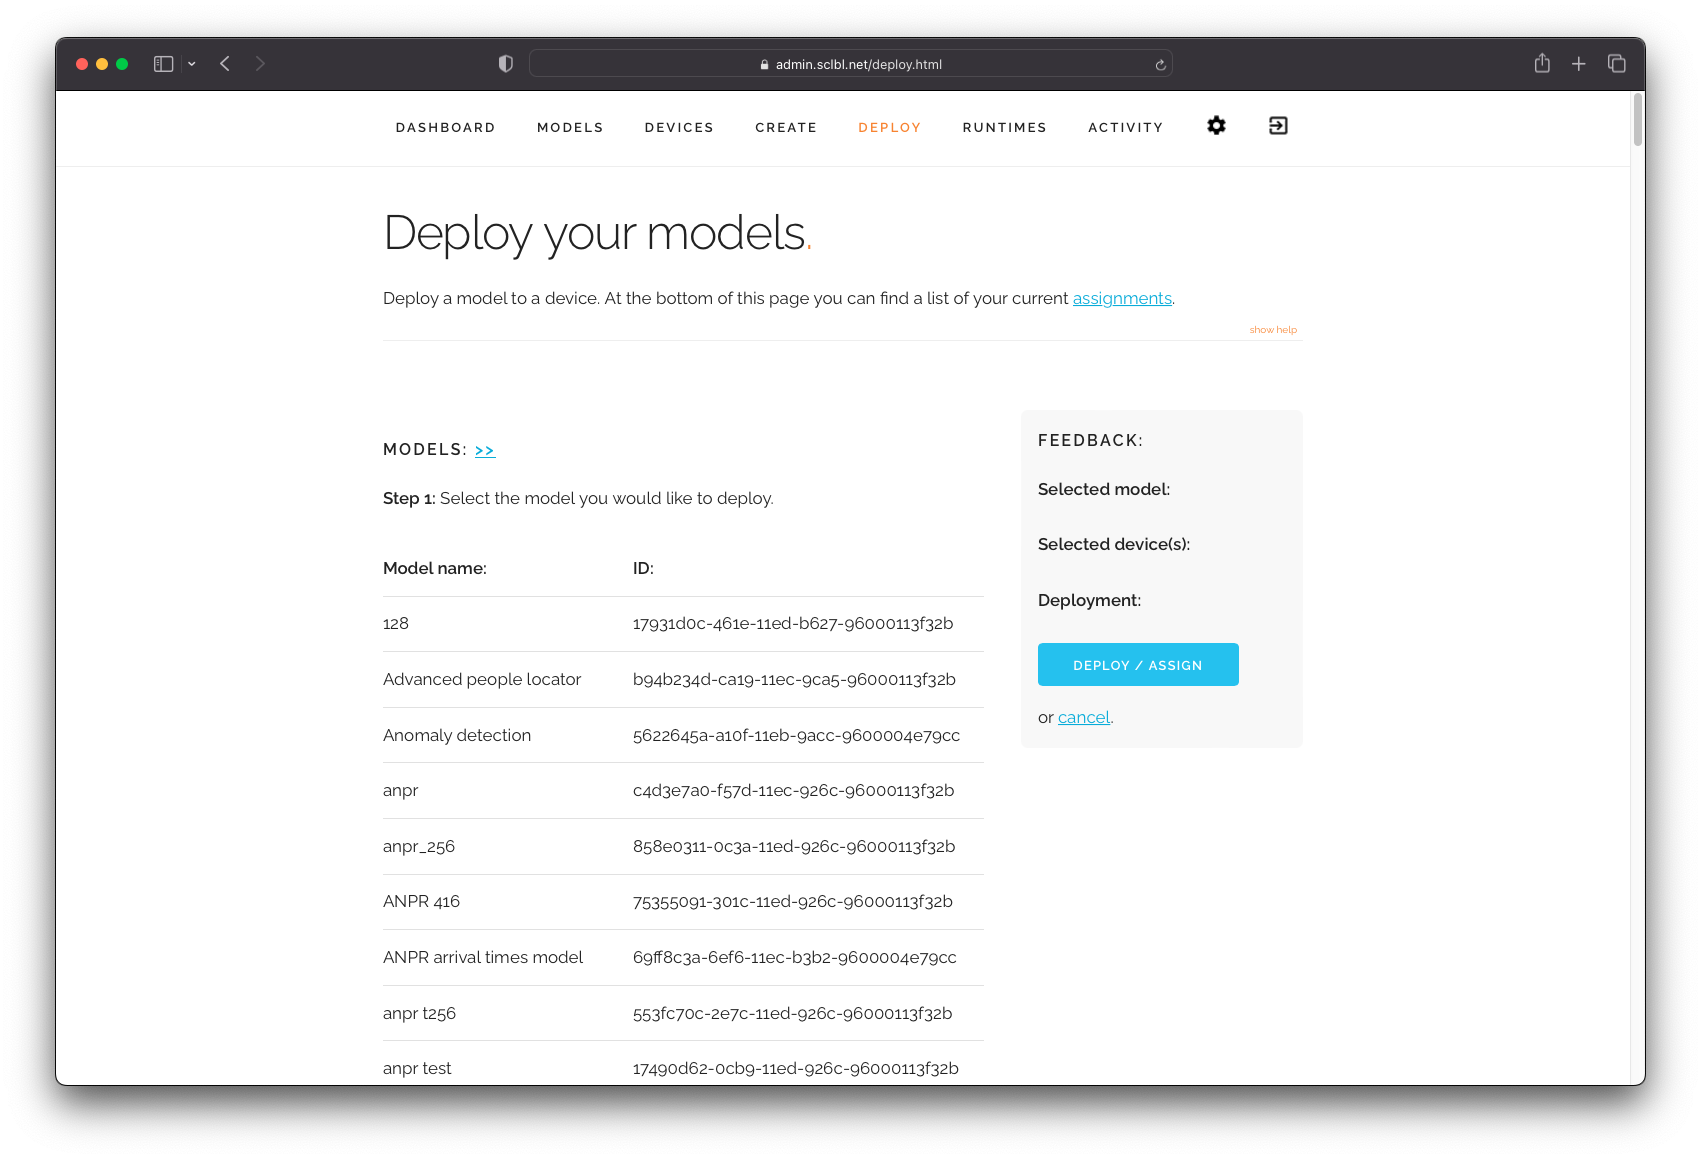 admin.sclbl.net/deploy.html
DASHBOARD MODELS DEVICES CREATE DEPLOY RUNTIMES ACTIVITY
Deploy your models.
Deploy a model to a device. At the bottom of this page you can find a list of your current assignments.
show help
MODELS: >>
Step 1: Select the model you would like to deploy.
Model name: ID:
128 17931d0c-461e-11ed-b627-96000113f32b
Advanced people locator b94b234d-ca19-11ec-9ca5-96000113f32b
Anomaly detection 5622645a-a10f-11eb-9acc-9600004e79cc
anpr c4d3e7a0-f57d-11ec-926c-96000113f32b
anpr_256 858e0311-0c3a-11ed-926c-96000113f32b
ANPR 416 75355091-301c-11ed-926c-96000113f32b
ANPR arrival times model 69ff8c3a-6ef6-11ec-b3b2-9600004e79cc
anpr t256 553fc70c-2e7c-11ed-926c-96000113f32b
anpr test 17490d62-0cb9-11ed-926c-96000113f32b
FEEDBACK:
Selected model:
Selected device(s):
Deployment:
DEPLOY / ASSIGN
or cancel.